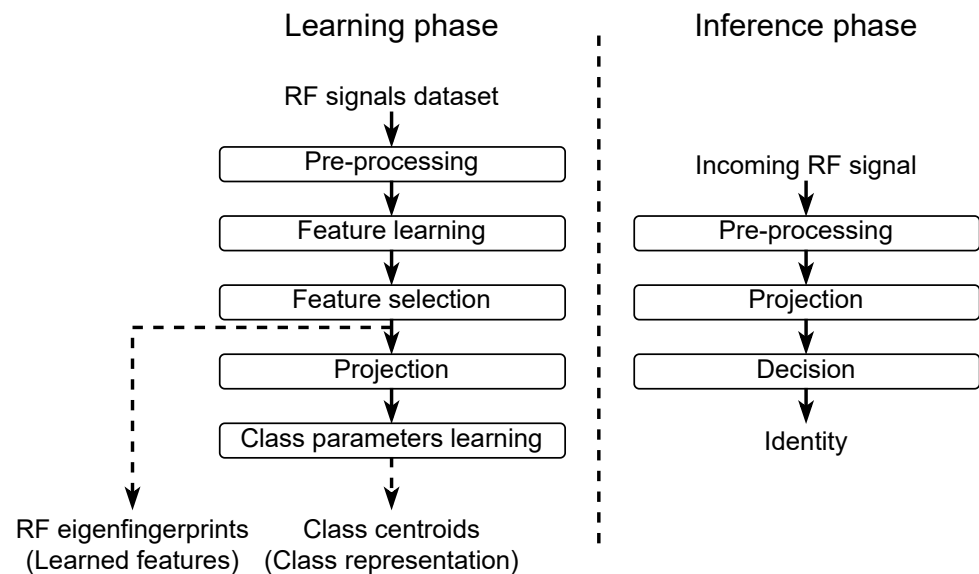 Learning phase
RF signals dataset
Pre-processing
Feature learning
Feature selection
Projection
Class parameters learning
RF eigenfingerprints
(Learned features)
Class centroids
(Class representation)
Inference phase
Incoming RF signal
Pre-processing
Projection
Decision
Identity